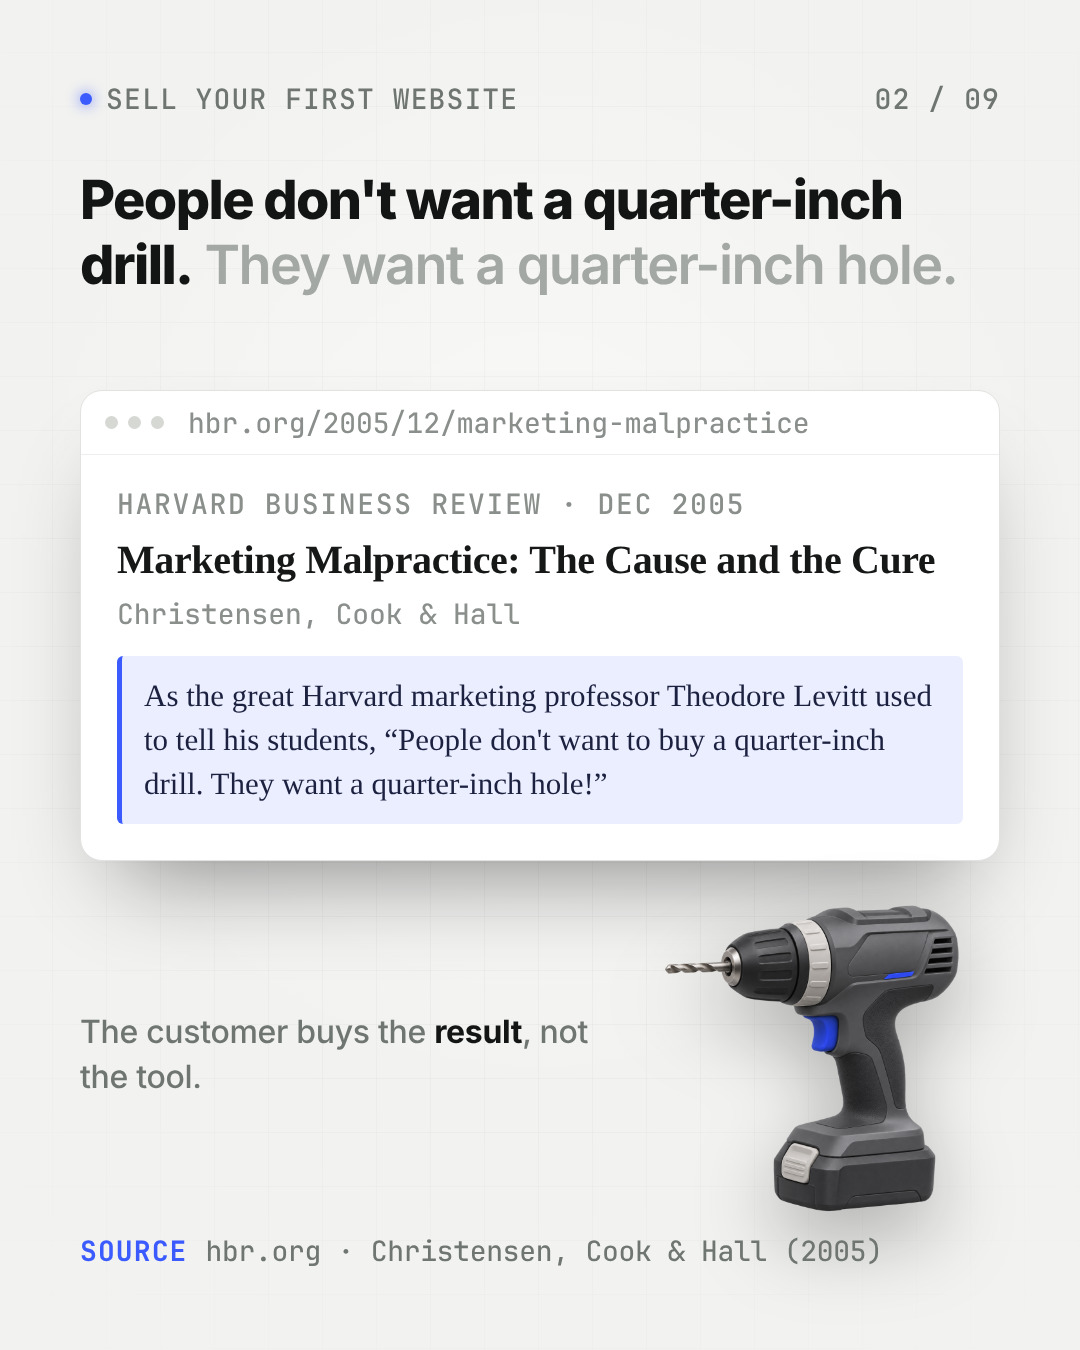 SELL YOUR FIRST WEBSITE
02 / 09
People don't want a quarter-inch
drill. They want a quarter-inch hole.
hbr.org/2005/12/marketing-malpractice
HARVARD BUSINESS REVIEW · DEC 2005
Marketing Malpractice: The Cause and the Cure
Christensen, Cook & Hall
As the great Harvard marketing professor Theodore Levitt used
to tell his students, “People don't want to buy a quarter-inch
drill. They want a quarter-inch hole!”
The customer buys the result, not
the tool.
SOURCE hbr.org · Christensen, Cook & Hall (2005)